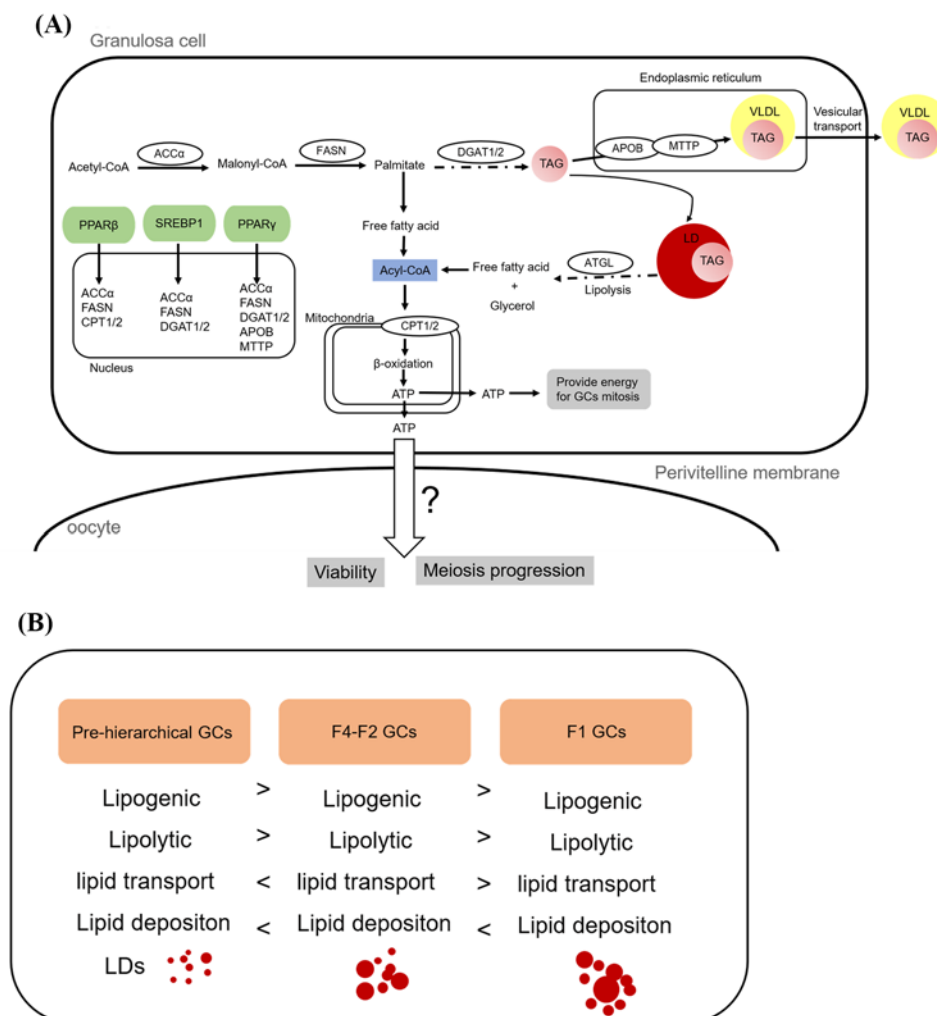 (A)
Granulosa cell
Endoplasmic reticulum
VLDL
TAG
Vesicular
transport
VLDL
TAG
Acetyl-CoA
ACCα
Malonyl-CoA
FASN
Palmitate
DGAT1/2
TAG
APOB
MTTP
PPARβ
SREBP1
PPARγ
Free fatty acid
LD
TAG
ACCα
FASN
CPT1/2
ACCα
FASN
DGAT1/2
ACCα
FASN
DGAT1/2
APOB
MTTP
Nucleus
Acyl-CoA
Free fatty acid
+
Glycerol
ATGL
Lipolysis
Mitochondria
CPT1/2
β-oxidation
ATP
ATP
Provide energy
for GCs mitosis
ATP
Perivitelline membrane
oocyte
?
Viability
Meiosis progression
(B)
Pre-hierarchical GCs
F4-F2 GCs
F1 GCs
Lipogenic > Lipogenic > Lipogenic
Lipolytic > Lipolytic > Lipolytic
lipid transport < lipid transport > lipid transport
Lipid depositon < Lipid depositon < Lipid depositon
LDs